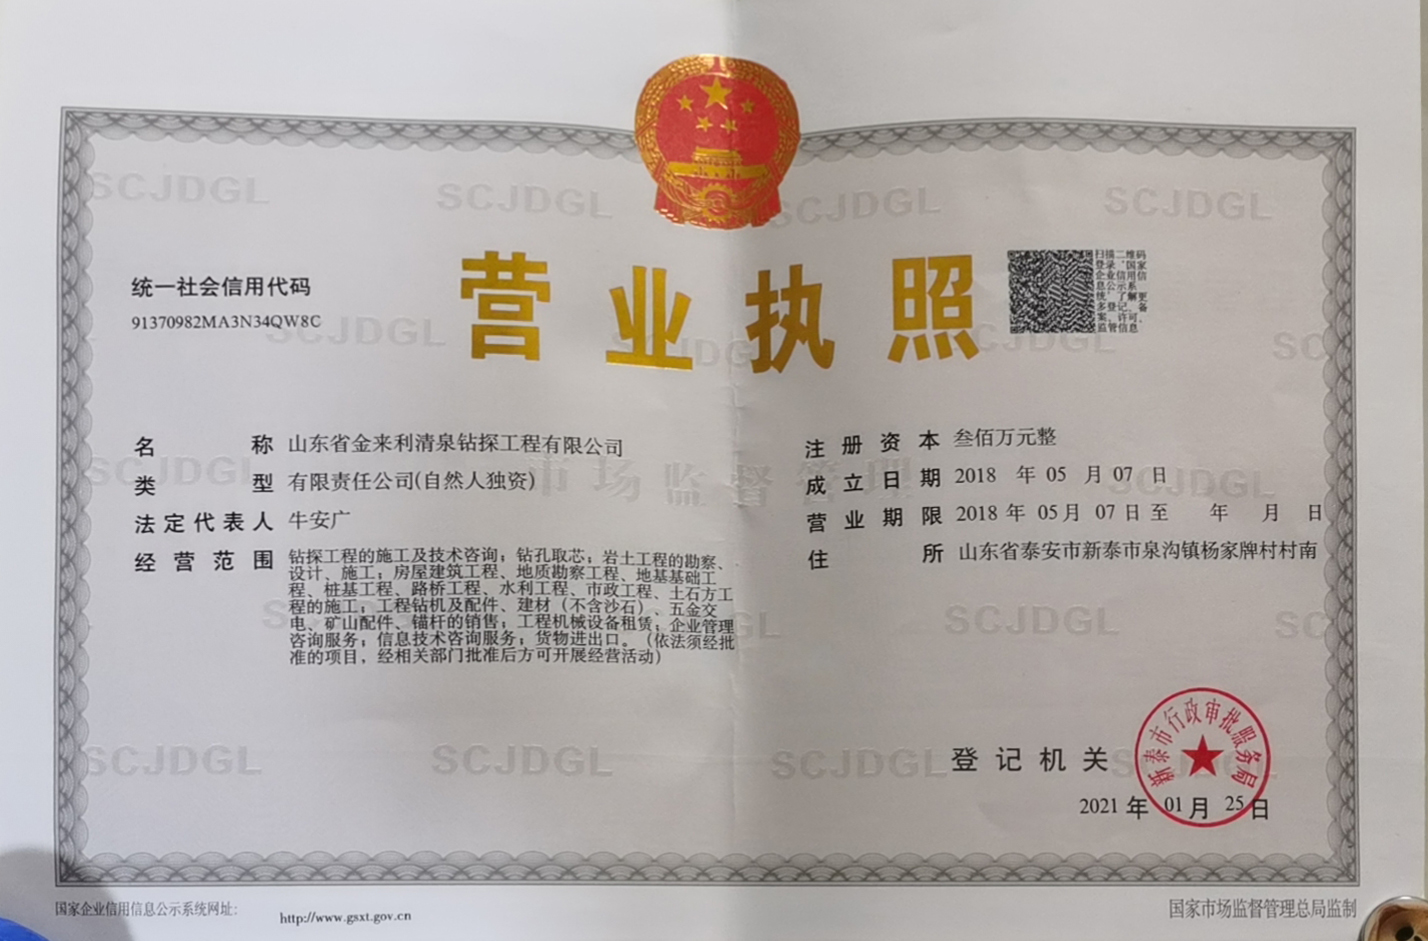 营业执照
统一社会信用代码
91370982MA3N34QW8C
扫描二维码
登录“国家
企业信用信
息公示系
统”了解更
多登记、备
案、许可、
监管信息
名称 山东省金来利清泉钻探工程有限公司
类型 有限责任公司(自然人独资)
法定代表人 牛安广
经营范围 钻探工程的施工及技术咨询；钻孔取芯；岩土工程的勘察、
设计、施工；房屋建筑工程、地质勘察工程、地基基础工
程、桩基工程、路桥工程、水利工程、市政工程、土石方工
程的施工；工程钻机及配件、建材（不含沙石）、五金交
电、矿山配件、锚杆的销售；工程机械设备租赁；企业管理
咨询服务；信息技术咨询服务；货物进出口。（依法须经批
准的项目，经相关部门批准后方可开展经营活动）
注册资本 叁佰万元整
成立日期 2018 年 05 月 07 日
营业期限 2018 年 05月 07 日至 年 月 日
住所 山东省泰安市新泰市泉沟镇杨家牌村村南
登记机关
新泰市行政审批服务局
2021 年 01 月 25 日
国家企业信用信息公示系统网址：
http://www.gsxt.gov.cn
国家市场监督管理总局监制
SCJDGL
市场监督管理